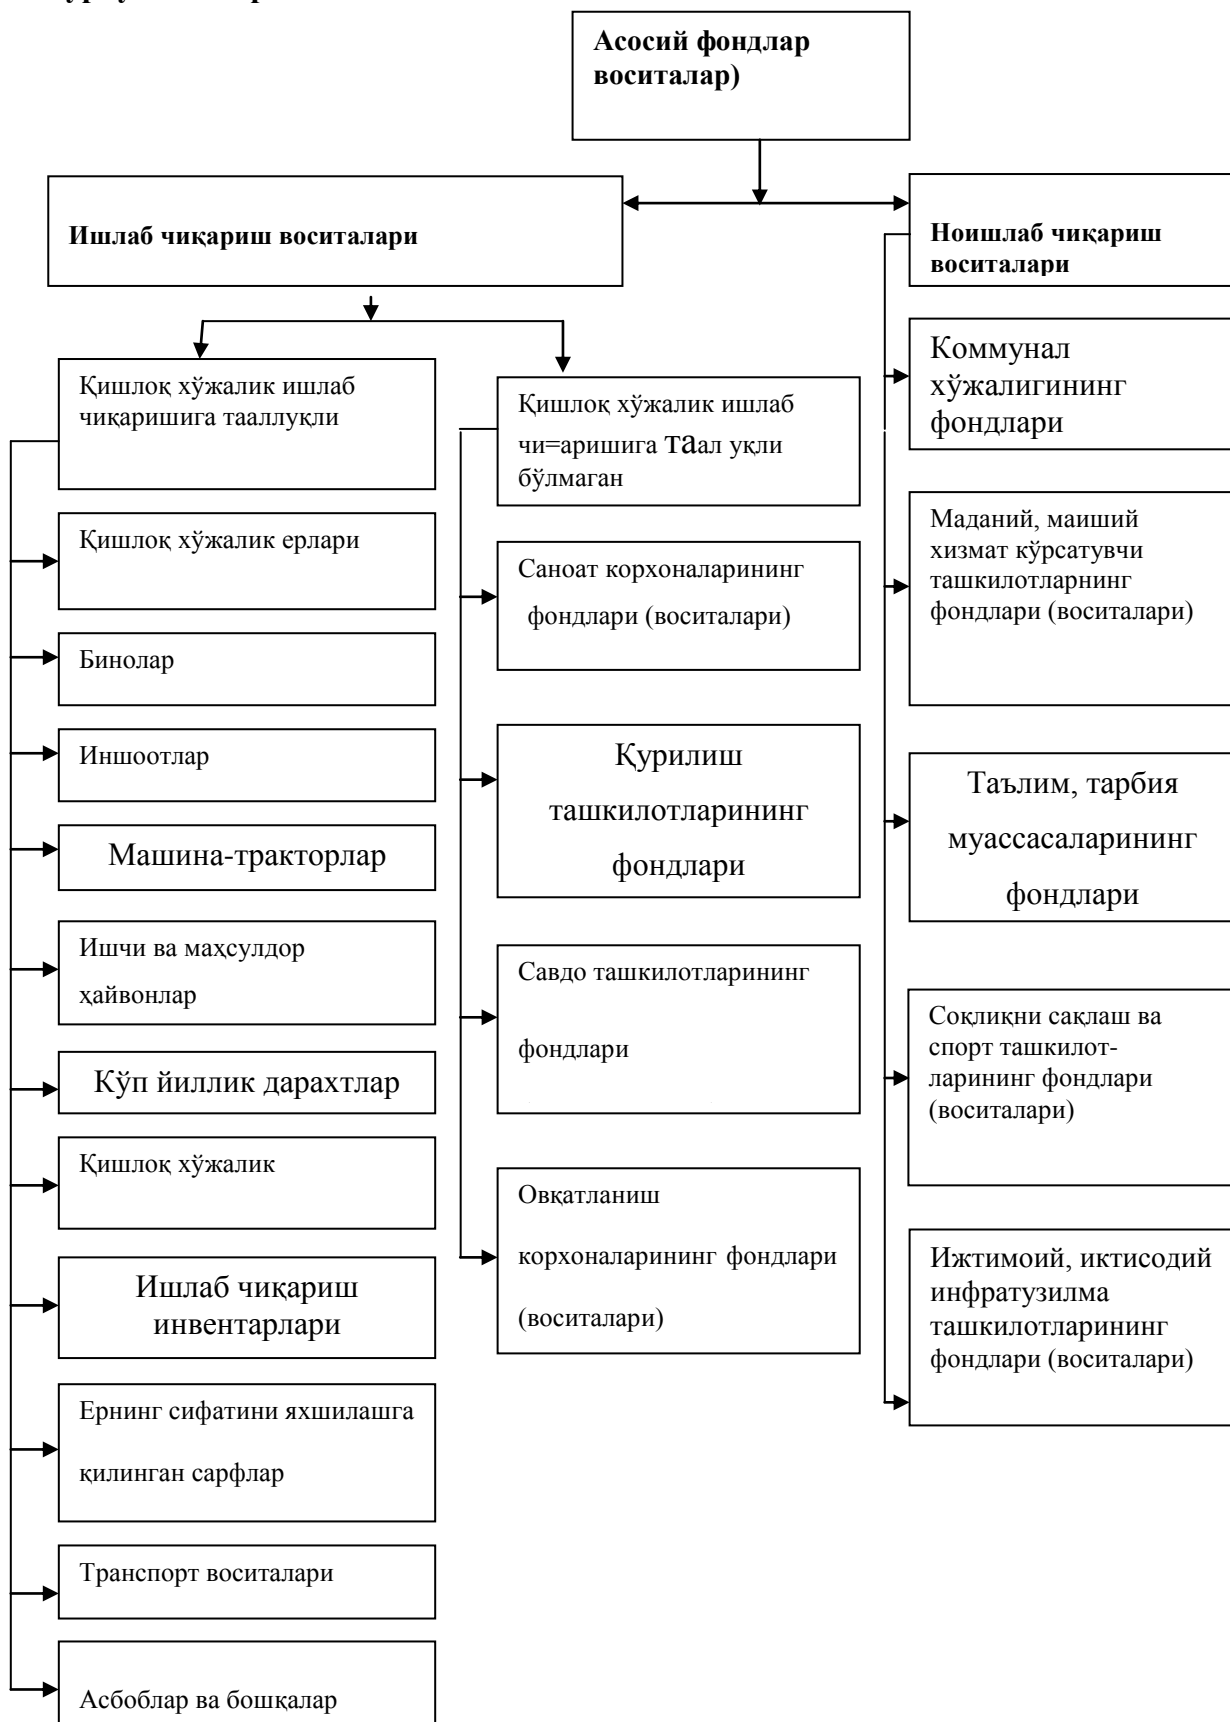 Асосий фондлар
воситалар)
Ишлаб чиқариш воситалари
Ноишлаб чиқариш
воситалари
Қишлоқ хўжалик ишлаб
чиқаришига тааллуқли
Қишлоқ хўжалик ерлари
Бинолар
Иншоотлар
Машина-тракторлар
Ишчи ва маҳсулдор
ҳайвонлар
Кўп йиллик дарахтлар
Қишлоқ хўжалик
Ишлаб чиқариш
инвентарлари
Ернинг сифатини яхшилашга
қилинган сарфлар
Транспорт воситалари
Асбоблар ва бошқалар
Қишлоқ хўжалик ишлаб
чи=аришига таал уқли
бўлмаган
Саноат корхоналарининг
фондлари (воситалари)
Қурилиш
ташкилотларининг
фондлари
Савдо ташкилотларининг
фондлари
Овқатланиш
корхоналарининг фондлари
(воситалари)
Коммунал
хўжалигининг
фондлари
Маданий, маиший
хизмат кўрсатувчи
ташкилотларнинг
фондлари (воситалари)
Таълим, тарбия
муассасаларининг
фондлари
Соқлиқни сақлаш ва
спорт ташкилот-
ларининг фондлари
(воситалари)
Ижтимоий, иктисодий
инфратузилма
ташкилотларининг
фондлари (воситалари)